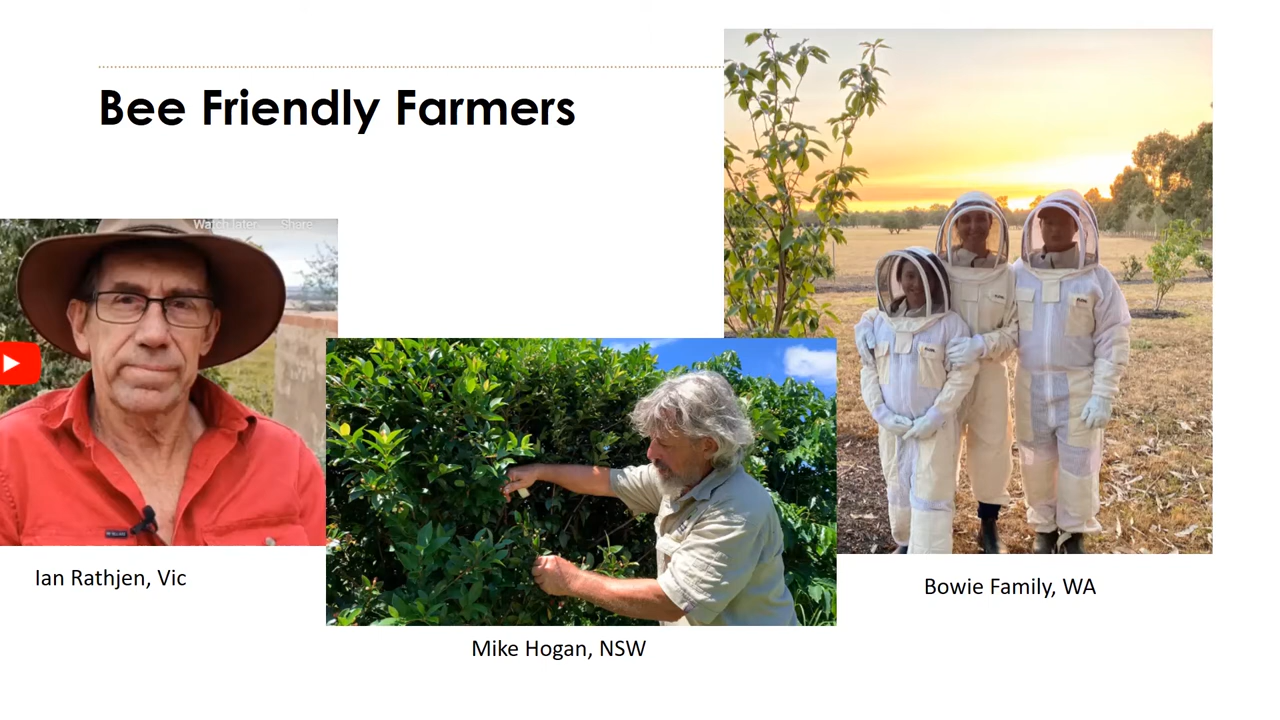 Bee Friendly Farmers
Watch later Share
Ian Rathjen, Vic
Mike Hogan, NSW
Bowie Family, WA